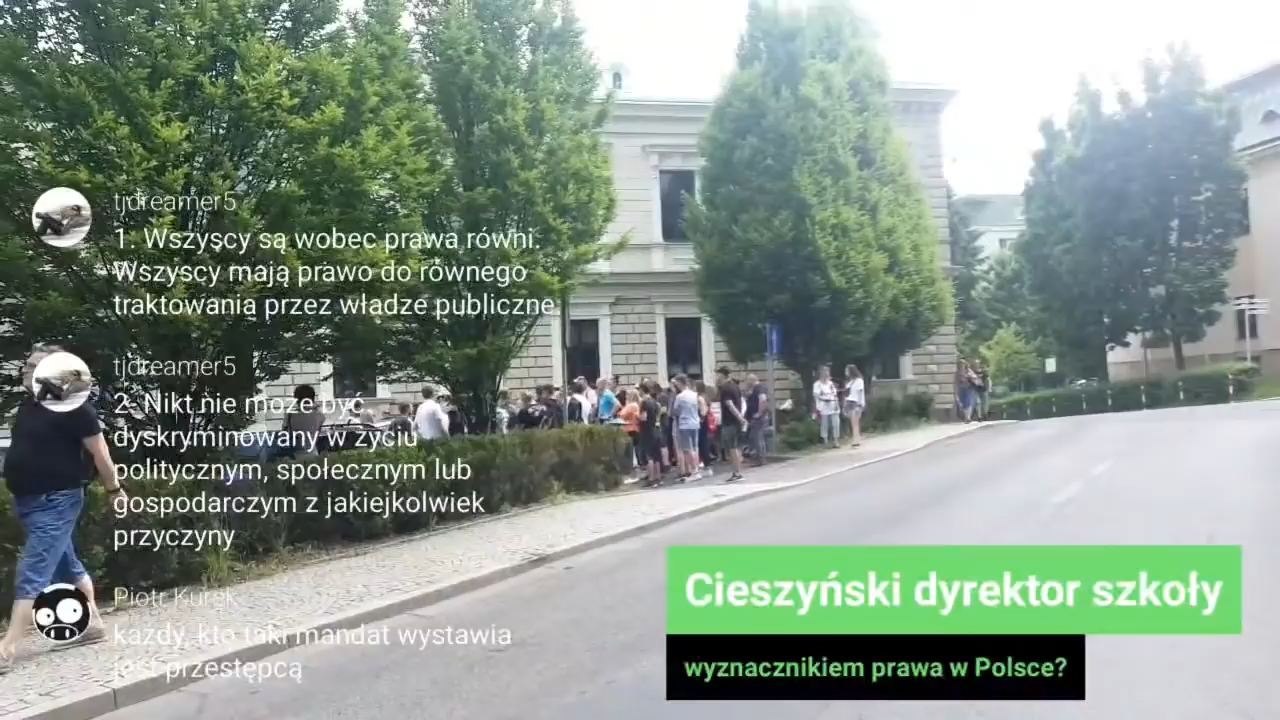 tjdreamer5
1. Wszyscy są wobec prawa równi.
Wszyscy mają prawo do równego
traktowania przez władze publiczne
tjdreamer5
2. Nikt nie może być
dyskryminowany w życiu
politycznym, społecznym lub
gospodarczym z jakiejkolwiek
przyczyny
Piotr Kurek
każdy, kto taki mandat wystawia
jest przestępcą
Cieszyński dyrektor szkoły
wyznacznikiem prawa w Polsce?